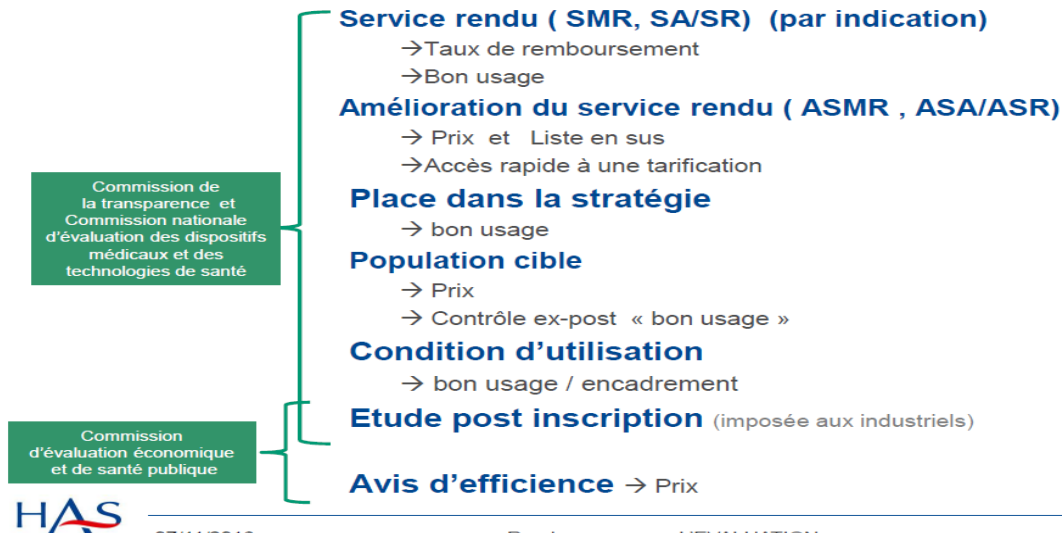 Service rendu ( SMR, SA/SR) (par indication)
→Taux de remboursement
→Bon usage
Amélioration du service rendu ( ASMR , ASA/ASR)
→ Prix et Liste en sus
→Accès rapide à une tarification
Commission de
la transparence et
Commission nationale
d'évaluation des dispositifs
médicaux et des
technologies de santé
Place dans la stratégie
→ bon usage
Population cible
→ Prix
→ Contrôle ex-post « bon usage »
Condition d'utilisation
→ bon usage / encadrement
Etude post inscription (imposée aux industriels)
Commission
d'évaluation économique
et de santé publique
Avis d'efficience → Prix
HAS